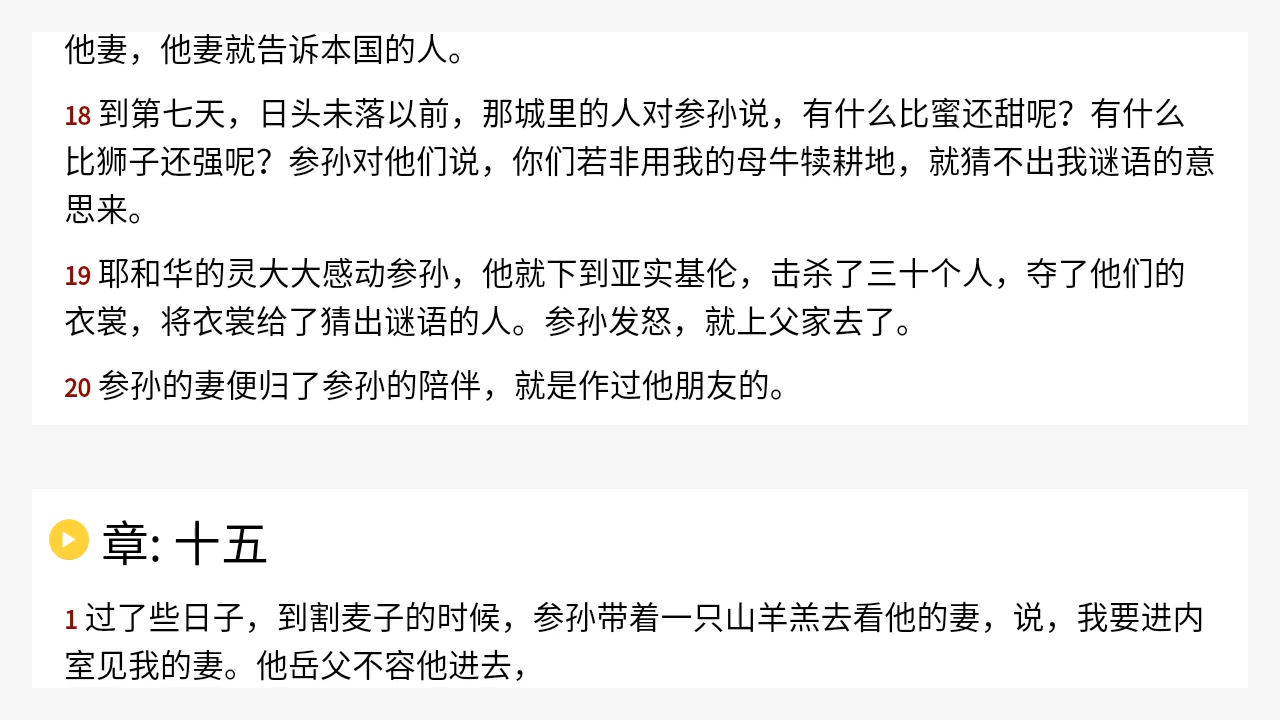 他妻，他妻就告诉本国的人。
18 到第七天，日头未落以前，那城里的人对参孙说，有什么比蜜还甜呢？有什么
比狮子还强呢？参孙对他们说，你们若非用我的母牛犊耕地，就猜不出我谜语的意
思来。
19 耶和华的灵大大感动参孙，他就下到亚实基伦，击杀了三十个人，夺了他们的
衣裳，将衣裳给了猜出谜语的人。参孙发怒，就上父家去了。
20 参孙的妻便归了参孙的陪伴，就是作过他朋友的。
章: 十五
1 过了些日子，到割麦子的时候，参孙带着一只山羊羔去看他的妻，说，我要进内
室见我的妻。他岳父不容他进去，